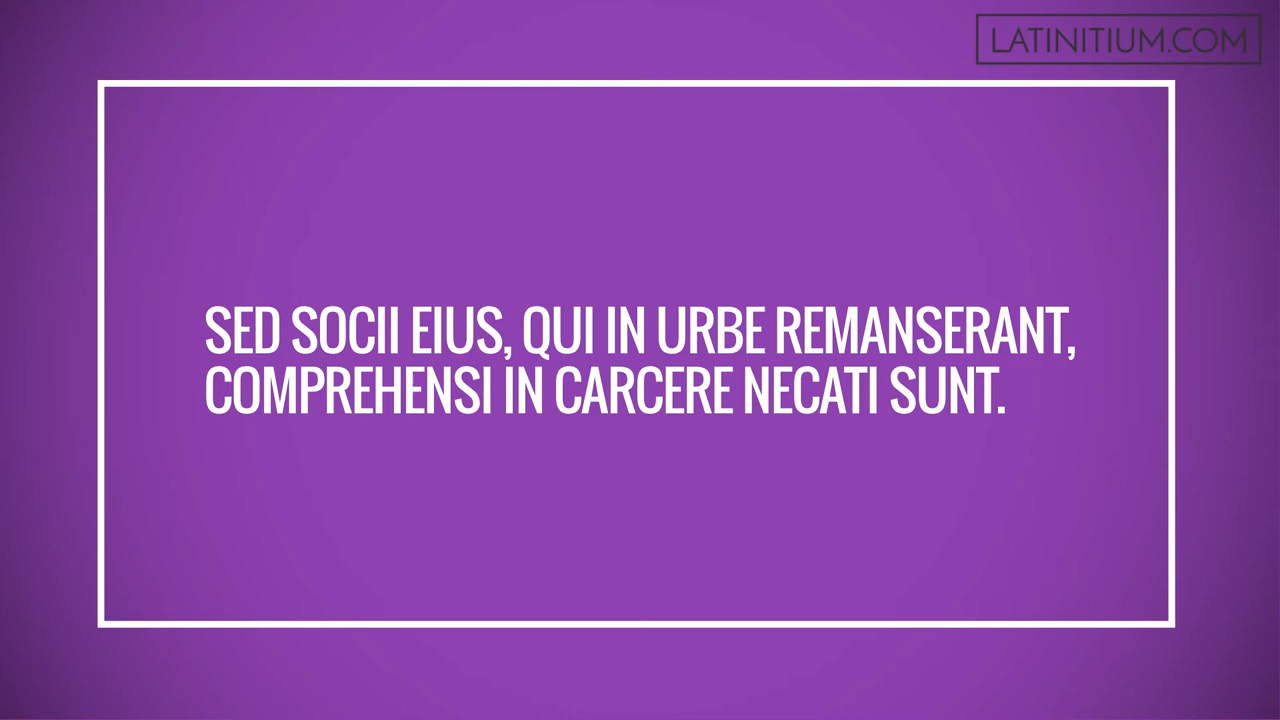 LATINITIUM.COM
SED SOCII EIUS, QUI IN URBE REMANSERANT,
COMPREHENSI IN CARCERE NECATI SUNT.